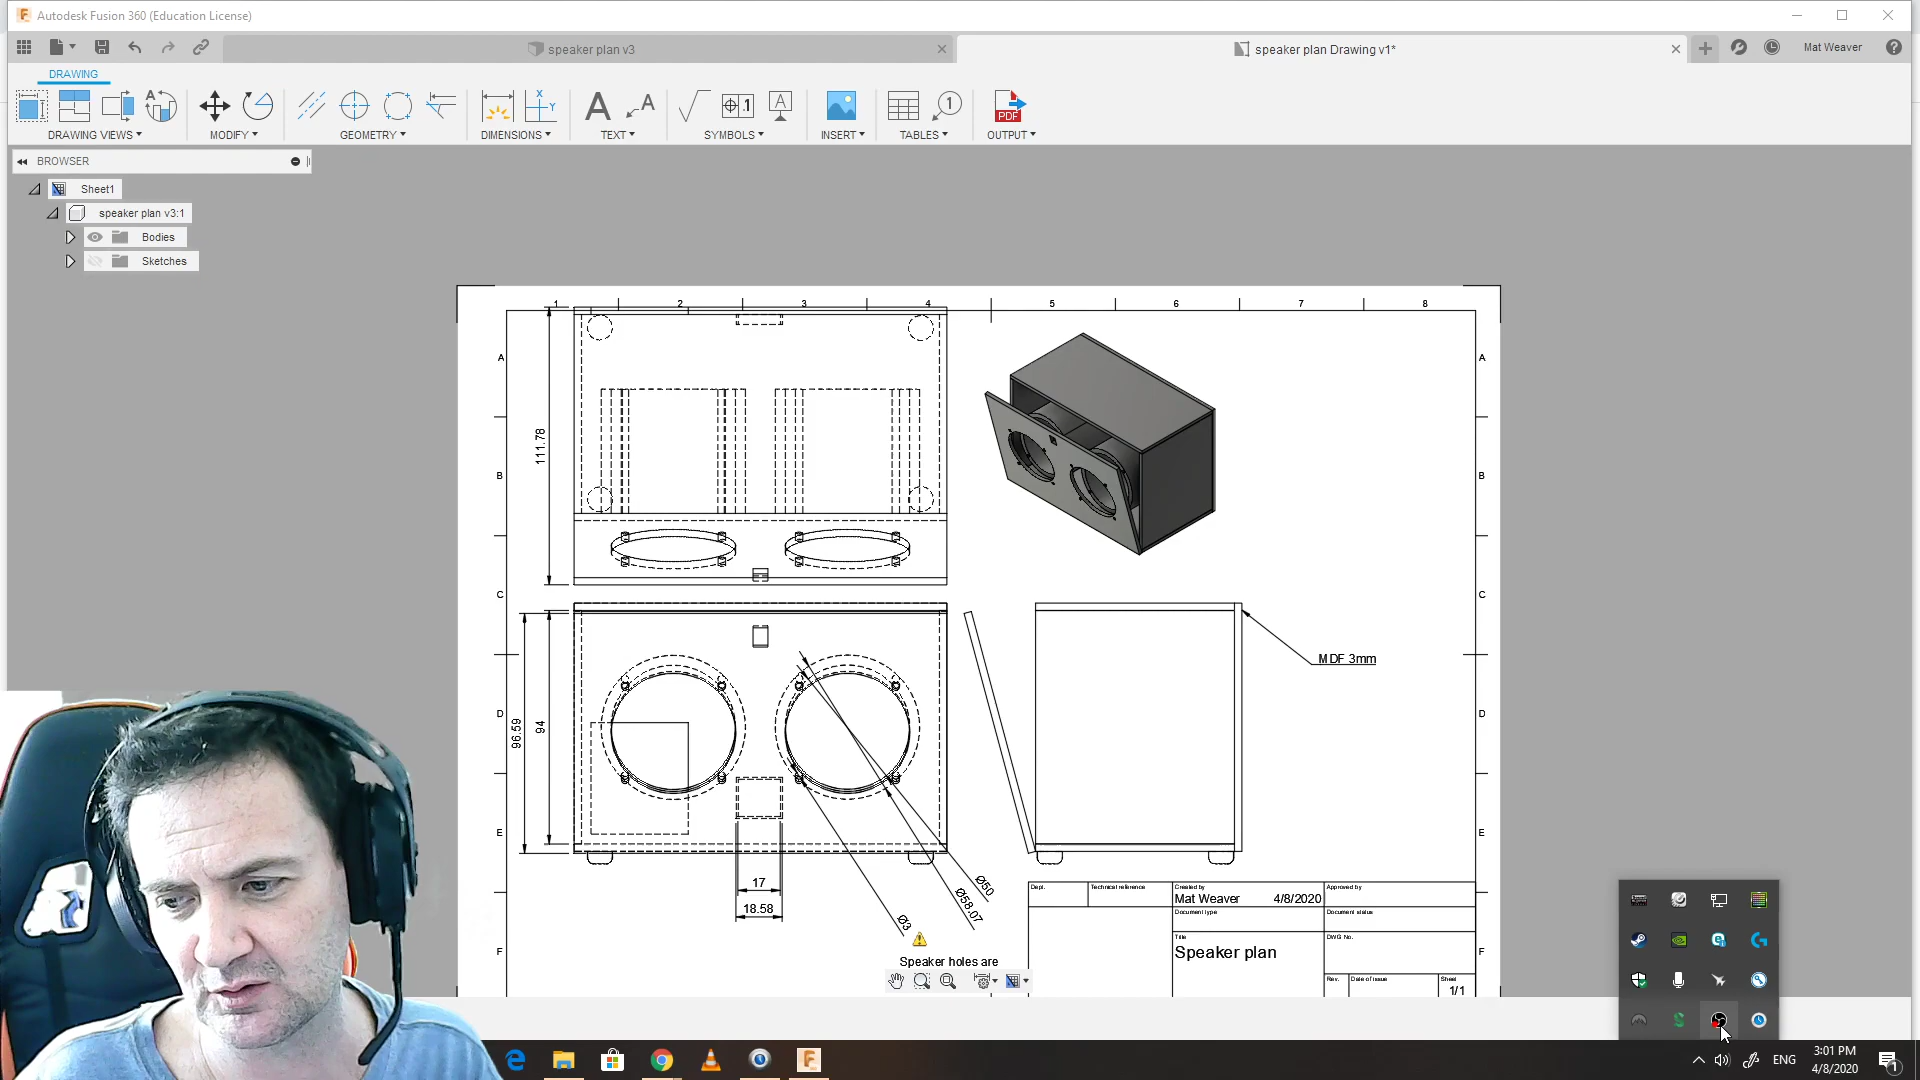 Autodesk Fusion 360 (Education License)
speaker plan v3
speaker plan Drawing v1*
Mat Weaver
DRAWING
DRAWING VIEWS
MODIFY
GEOMETRY
DIMENSIONS
TEXT
SYMBOLS
INSERT
TABLES
OUTPUT
PDF
BROWSER
Sheet1
speaker plan v3:1
Bodies
Sketches
1 2 3 4 5 6 7 8
A A
B B
C C
D D
E E
F F
111.78
96.59
94
MDF 3mm
17
18.58
Ø3
Ø58.07
Ø50
Speaker holes are
Dept.
Technical reference
Created by
Mat Weaver 4/8/2020
Approved by
Document type
Document status
Title
Speaker plan
DWG No.
Rev.
Date of issue
Sheet
1/1
ENG
3:01 PM
4/8/2020
1